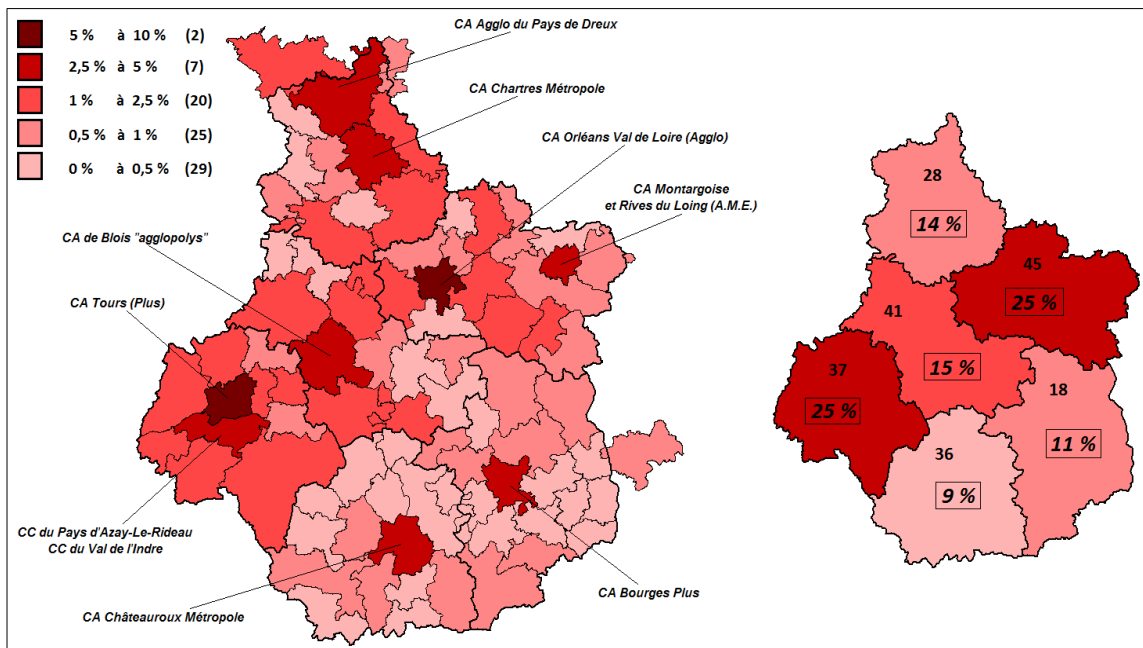 5 % à 10 % (2)
2,5 % à 5 % (7)
1 % à 2,5 % (20)
0,5 % à 1 % (25)
0 % à 0,5 % (29)
CA Agglo du Pays de Dreux
CA Chartres Métropole
CA Orléans Val de Loire (Agglo)
CA Montargoise
et Rives du Loing (A.M.E.)
CA de Blois "agglopolys"
CA Tours (Plus)
CC du Pays d'Azay-Le-Rideau
CC du Val de l'Indre
CA Châteauroux Métropole
CA Bourges Plus
28
14 %
45
25 %
41
15 %
37
25 %
18
11 %
36
9 %